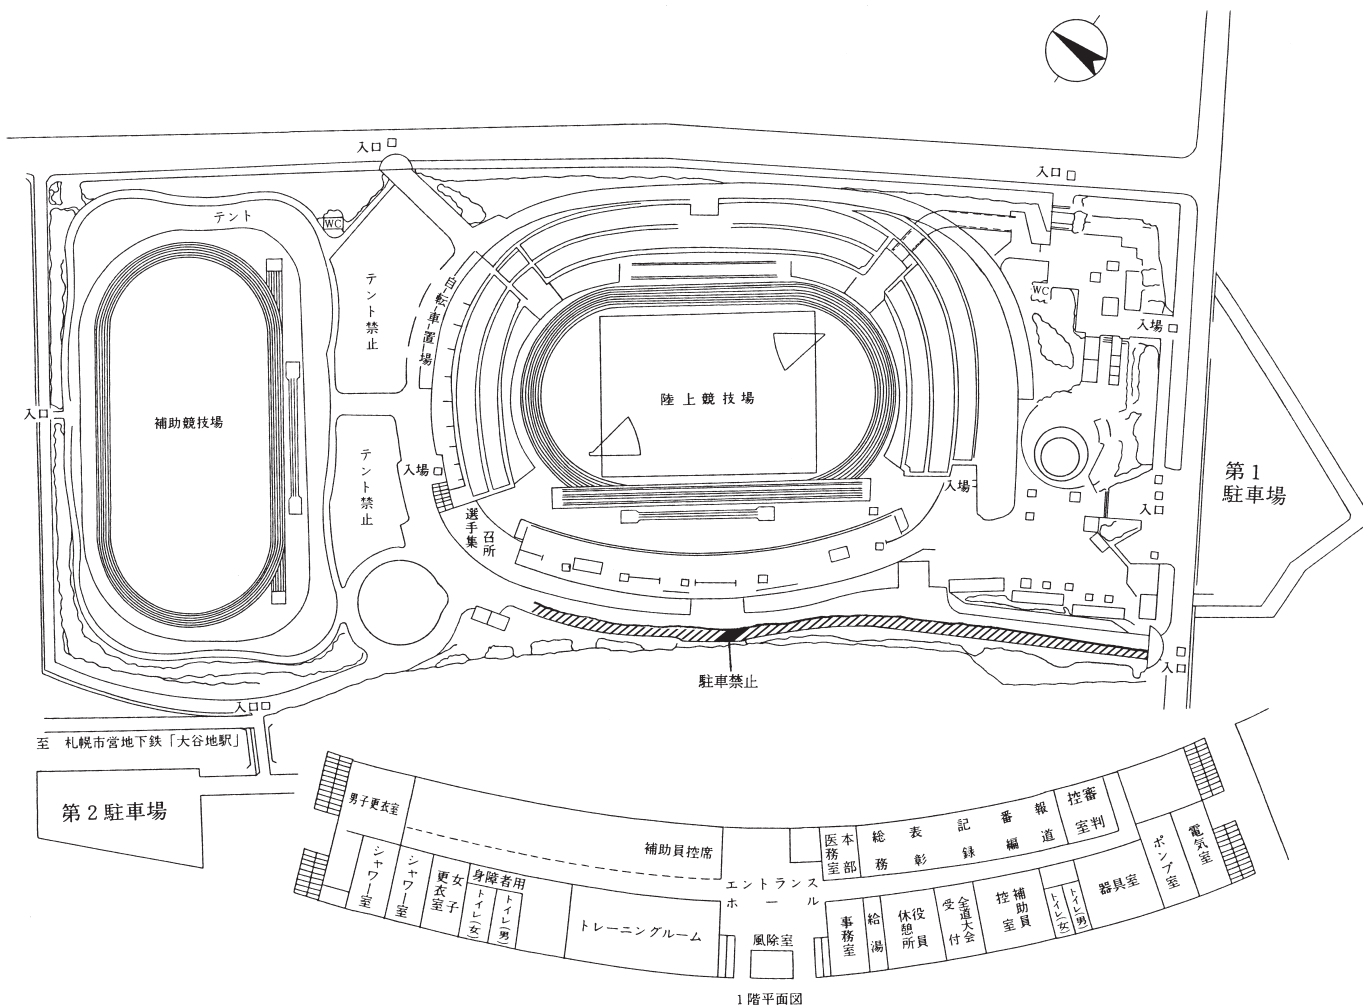 入口
入口
テント
WC
テント禁止
自転車置場
WC
入場
入口
補助競技場
陸上競技場
テント禁止
入場
入場
第1
駐車場
入口
選手集
召所
駐車禁止
入口
入口
至 札幌市営地下鉄「大谷地駅」
第2駐車場
男子更衣室
補助員控席
医務室
本部
総務
表彰
記録
番編
報道
審判
控室
シャワー室
シャワー室
女子
更衣室
身障者用
トイレ(女)
トイレ(男)
トレーニングルーム
エントランス
ホール
風除室
事務室
給湯
役員
休憩所
全道大会
受付
補助員
控室
トイレ(女)
トイレ(男)
器具室
ポンプ室
電気室
1階平面図